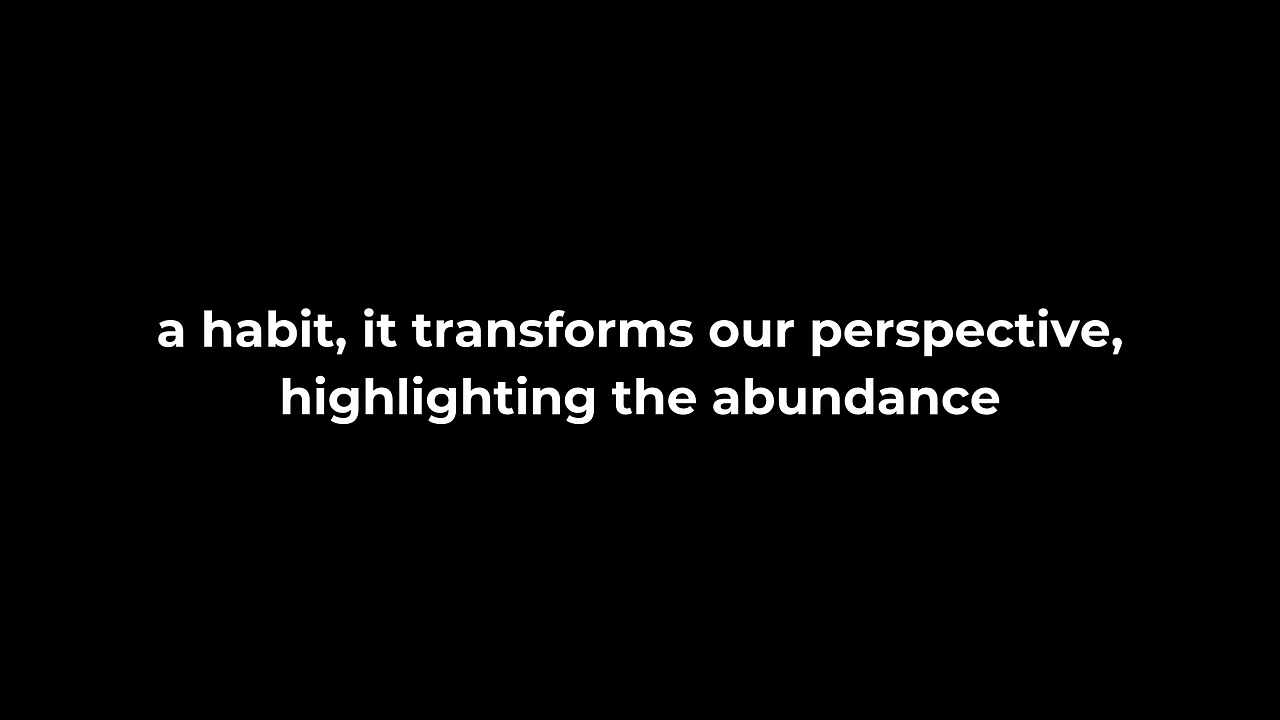 a habit, it transforms our perspective,
highlighting the abundance